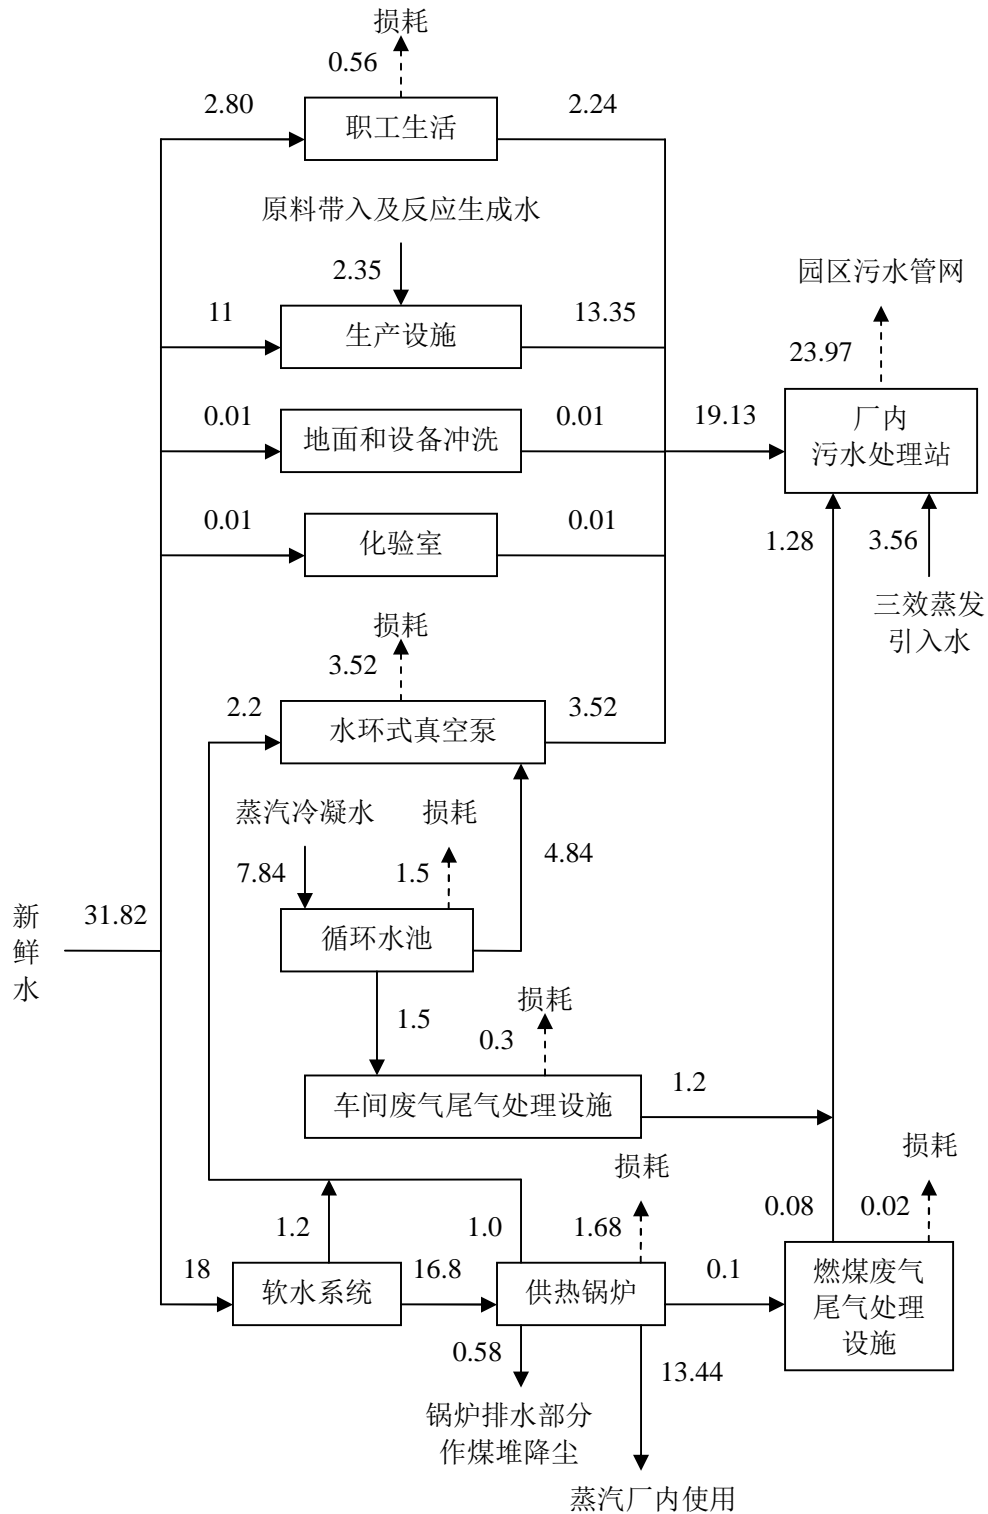 损耗
0.56
2.80
职工生活
2.24
原料带入及反应生成水
2.35
11
生产设施
13.35
园区污水管网
23.97
0.01
地面和设备冲洗
0.01
19.13
厂内
污水处理站
0.01
化验室
0.01
1.28
3.56
三效蒸发
引入水
损耗
3.52
2.2
水环式真空泵
3.52
蒸汽冷凝水
损耗
7.84
1.5
4.84
新
鲜
水
31.82
循环水池
1.5
损耗
0.3
车间废气尾气处理设施
1.2
损耗
损耗
1.2
1.0
1.68
0.08
0.02
18
软水系统
16.8
供热锅炉
0.1
燃煤废气
尾气处理
设施
0.58
13.44
锅炉排水部分
作煤堆降尘
蒸汽厂内使用